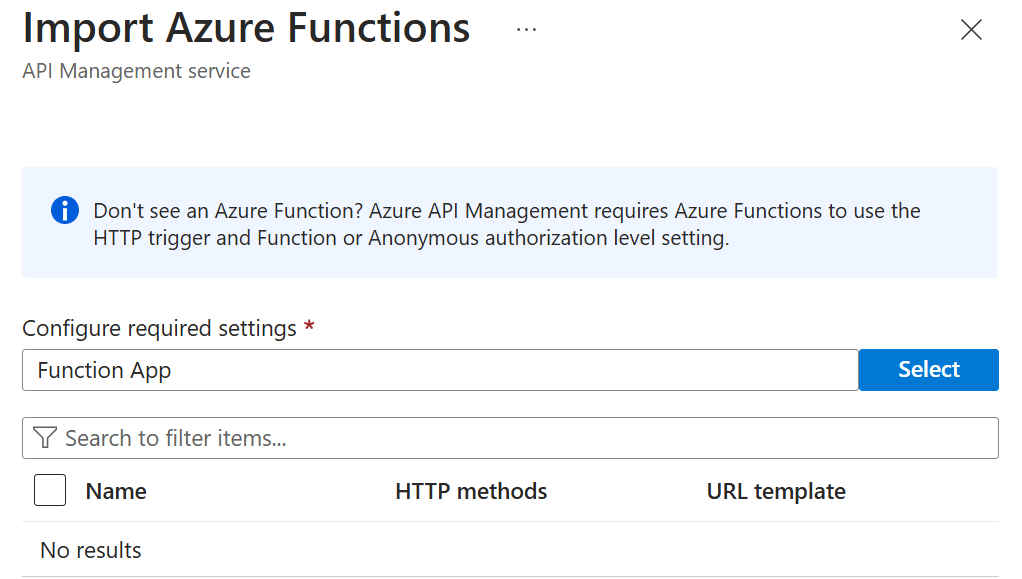 Import Azure Functions ...
API Management service
Don't see an Azure Function? Azure API Management requires Azure Functions to use the
HTTP trigger and Function or Anonymous authorization level setting.
Configure required settings *
Function App
Select
Search to filter items...
Name HTTP methods URL template
No results